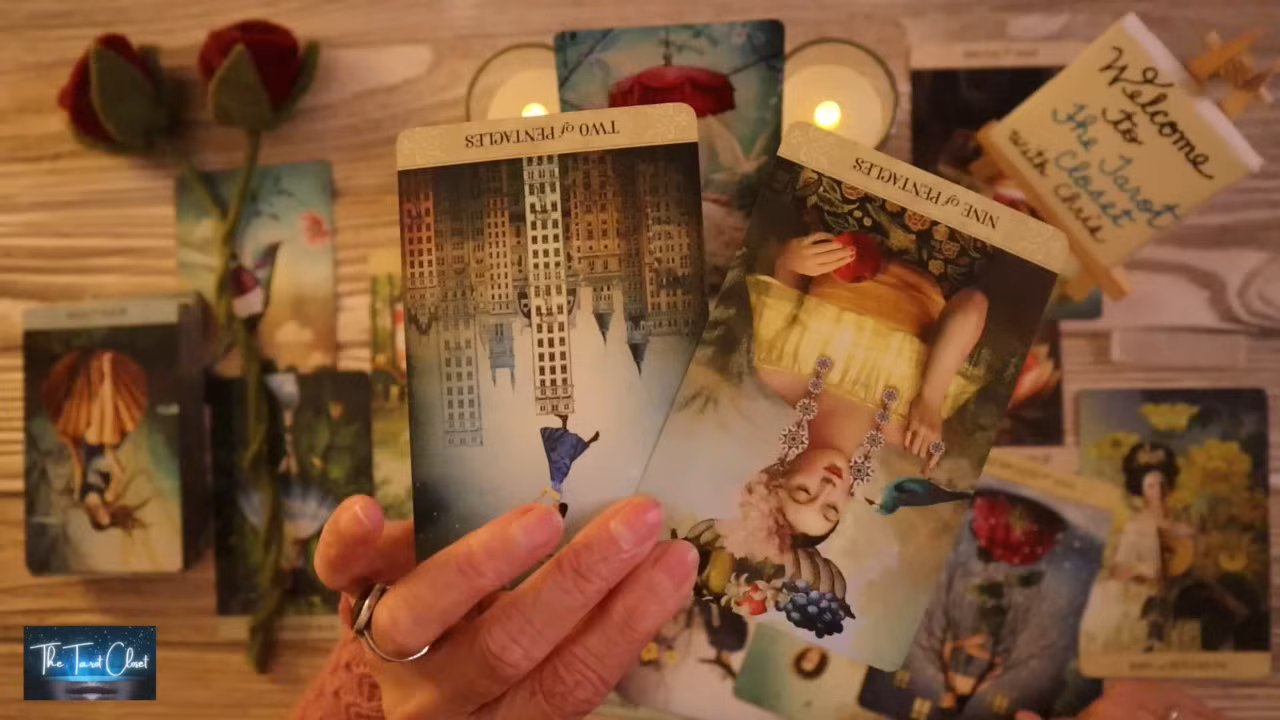 TWO of PENTACLES
NINE of PENTACLES
Welcome
to
The Tarot
Closet
with Chris
The Tarot Closet